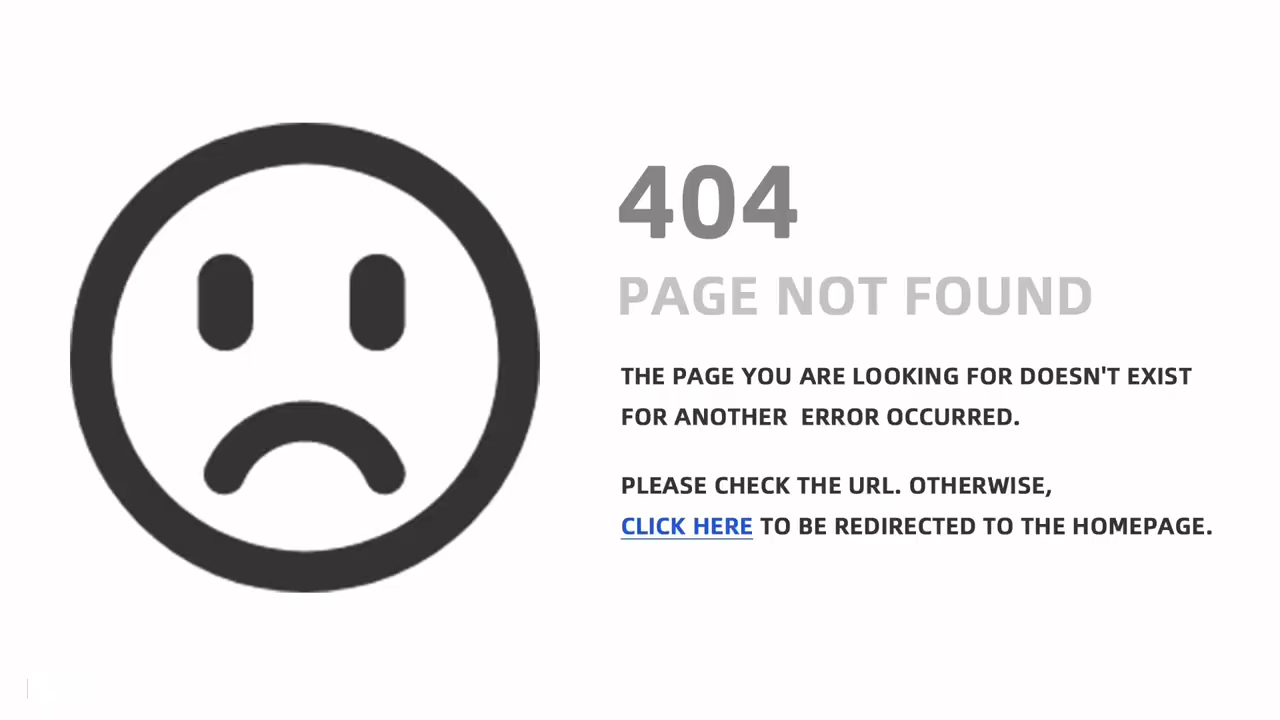 404
PAGE NOT FOUND
THE PAGE YOU ARE LOOKING FOR DOESN'T EXIST
FOR ANOTHER  ERROR OCCURRED.
PLEASE CHECK THE URL. OTHERWISE,
CLICK HERE TO BE REDIRECTED TO THE HOMEPAGE.